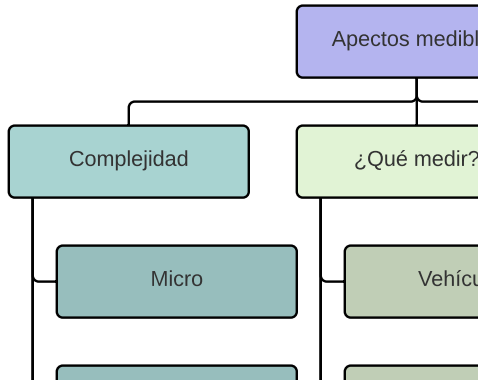 Apectos medibl
Complejidad
¿Qué medir?
Micro
Vehícu